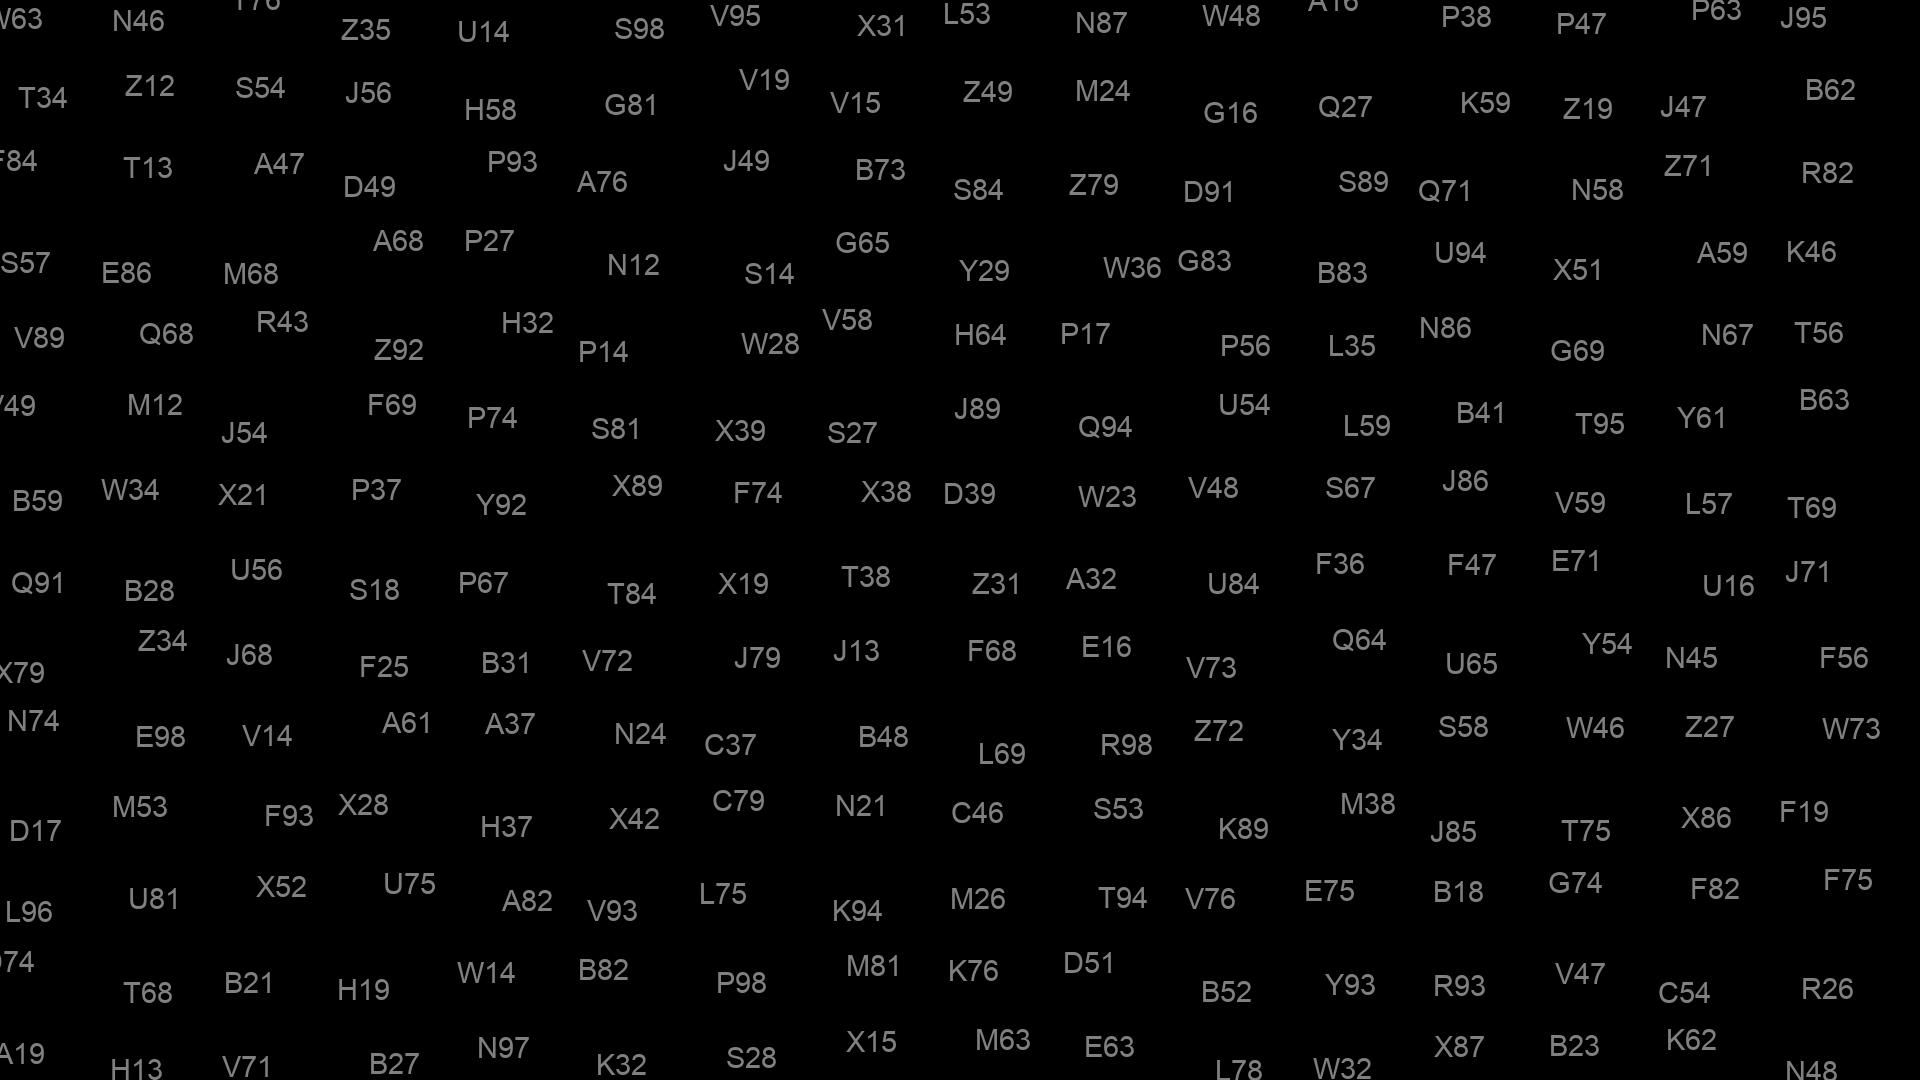 W63 N46 T76 Z35 U14 S98 V95 X31 L53 N87 W48 A16 P38 P47 P63 J95
T34 Z12 S54 J56 H58 G81 V19 V15 Z49 M24 G16 Q27 K59 Z19 J47 B62
F84 T13 A47 D49 P93 A76 J49 B73 S84 Z79 D91 S89 Q71 N58 Z71 R82
S57 E86 M68 A68 P27 N12 S14 G65 Y29 W36 G83 B83 U94 X51 A59 K46
V89 Q68 R43 Z92 H32 P14 W28 V58 H64 P17 P56 L35 N86 G69 N67 T56
M12 J54 F69 P74 S81 X39 S27 J89 Q94 U54 L59 B41 T95 Y61 B63
B59 W34 X21 P37 Y92 X89 F74 X38 D39 W23 V48 S67 J86 V59 L57 T69
Q91 B28 U56 S18 P67 T84 X19 T38 Z31 A32 U84 F36 F47 E71 U16 J71
X79 Z34 J68 F25 B31 V72 J79 J13 F68 E16 V73 Q64 U65 Y54 N45 F56
N74 E98 V14 A61 A37 N24 C37 B48 L69 R98 Z72 Y34 S58 W46 Z27 W73
D17 M53 F93 X28 H37 X42 C79 N21 C46 S53 K89 M38 J85 T75 X86 F19
L96 U81 X52 U75 A82 V93 L75 K94 M26 T94 V76 E75 B18 G74 F82 F75
T68 B21 H19 W14 B82 P98 M81 K76 D51 B52 Y93 R93 V47 C54 R26
A19 H13 V71 B27 N97 K32 S28 X15 M63 E63 L78 W32 X87 B23 K62 N48